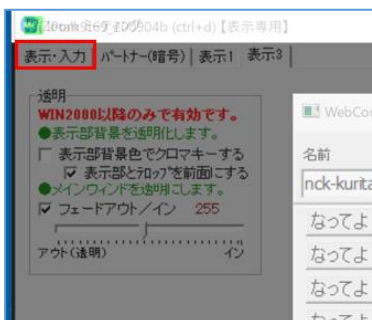 904b (ctrl+d)【表示専用】
表示・入力 パートナー(暗号) 表示1 表示3
透明
WIN2000以降のみで有効です。
●表示部背景を透明化します。
表示部背景色でクロマキーする
表示部とテロップを前面にする
●メインウィンドを透明にします。
フェードアウト/イン 255
アウト(透明) イン
WebCo
名前
nck-kurita
なってよ
なってよ
なってよ